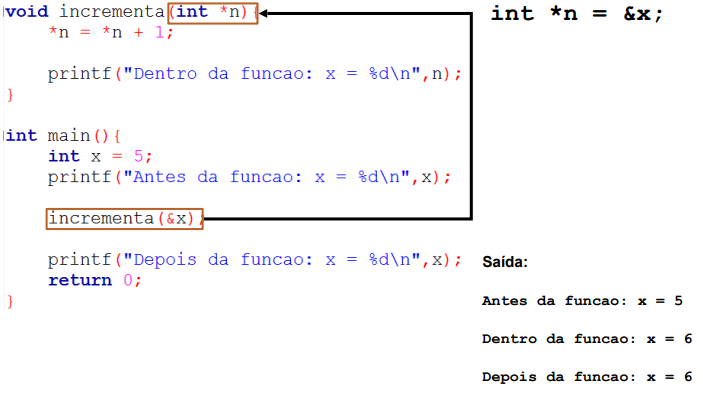 void incrementa(int *n){
    *n = *n + 1;

    printf("Dentro da funcao: x = %d\n",n);
}

int main(){
    int x = 5;
    printf("Antes da funcao: x = %d\n",x);

    incrementa(&x);

    printf("Depois da funcao: x = %d\n",x);
    return 0;
}
int *n = &x;
Saída:
Antes da funcao: x = 5
Dentro da funcao: x = 6
Depois da funcao: x = 6